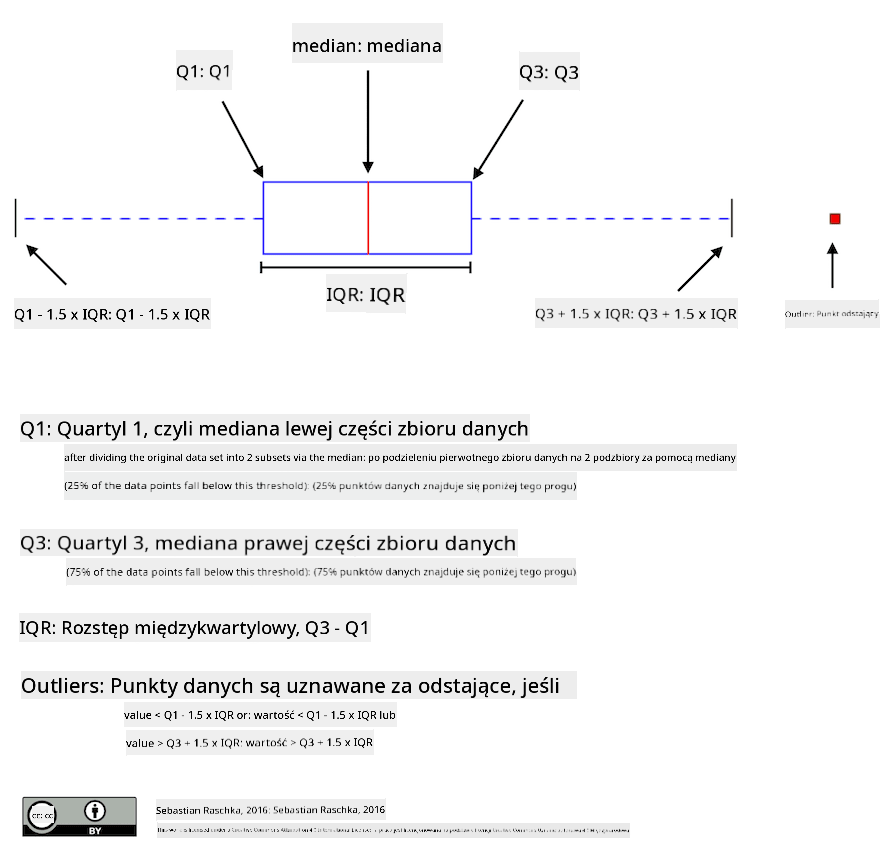 median: mediana
Q1: Q1
Q3: Q3
IQR: IQR
Q1 - 1.5 x IQR: Q1 - 1.5 x IQR
Q3 + 1.5 x IQR: Q3 + 1.5 x IQR
Outlier: Punkt odstający
Q1: Quartyl 1, czyli mediana lewej części zbioru danych
after dividing the original data set into 2 subsets via the median: po podzieleniu pierwotnego zbioru danych na 2 podzbiory za pomocą mediany
(25% of the data points fall below this threshold): (25% punktów danych znajduje się poniżej tego progu)
Q3: Quartyl 3, mediana prawej części zbioru danych
(75% of the data points fall below this threshold): (75% punktów danych znajduje się poniżej tego progu)
IQR: Rozstęp międzykwartylowy, Q3 - Q1
Outliers: Punkty danych są uznawane za odstające, jeśli
value < Q1 - 1.5 x IQR or: wartość < Q1 - 1.5 x IQR lub
value > Q3 + 1.5 x IQR: wartość > Q3 + 1.5 x IQR
cc: cc
BY
Sebastian Raschka, 2016: Sebastian Raschka, 2016